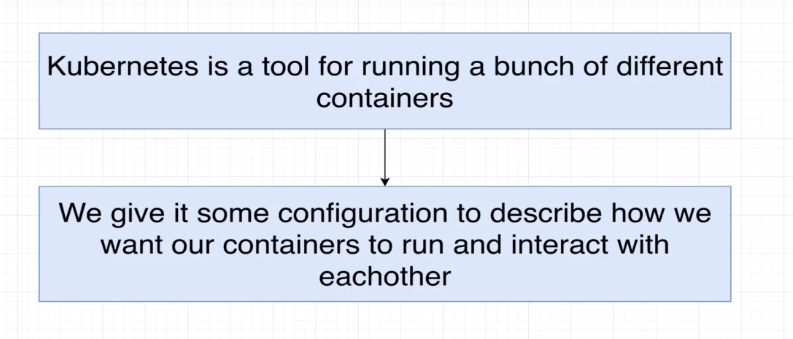 Kubernetes is a tool for running a bunch of different
containers
We give it some configuration to describe how we
want our containers to run and interact with
eachother